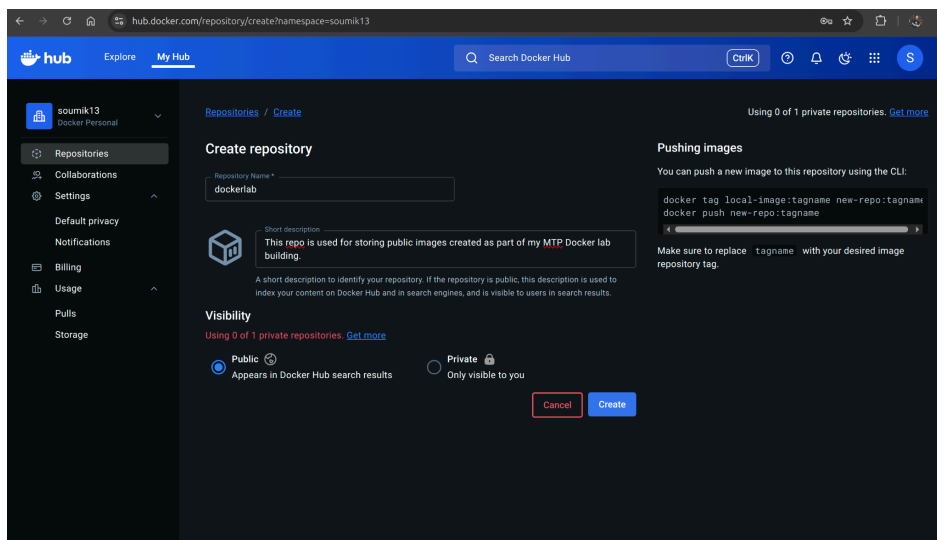 hub.docker.com/repository/create?namespace=soumik13
hub
Explore
My Hub
Search Docker Hub
CtrlK
S
soumik13
Docker Personal
Repositories
Collaborations
Settings
Default privacy
Notifications
Billing
Usage
Pulls
Storage
Repositories / Create
Using 0 of 1 private repositories. Get more
Create repository
Repository Name *
dockerlab
Short description
This repo is used for storing public images created as part of my MTP Docker lab
building.
A short description to identify your repository. If the repository is public, this description is used to
index your content on Docker Hub and in search engines, and is visible to users in search results.
Visibility
Using 0 of 1 private repositories. Get more
Public
Appears in Docker Hub search results
Private
Only visible to you
Cancel
Create
Pushing images
You can push a new image to this repository using the CLI:
docker tag local-image:tagname new-repo:tagname
docker push new-repo:tagname
Make sure to replace tagname with your desired image
repository tag.